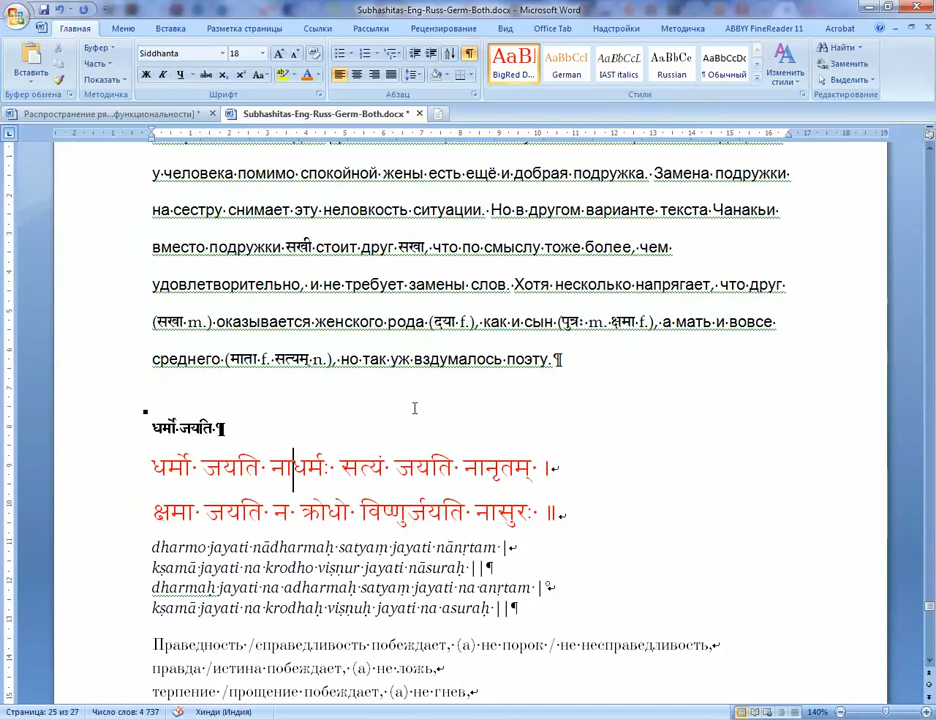 Subhashitas-Eng-Russ-Germ-Both.docx - Microsoft Word
Главная Меню Вставка Разметка страницы Ссылки Рассылки Рецензирование Вид Office Tab Надстройки Методичка ABBYY FineReader 11 Acrobat
Вставить
Буфер обмена
Буфер
Часть
Показать
Методичка
Siddhanta 18
Шрифт
Абзац
BigRed D... German IAST italics Russian ¶ Обычный
Стили
Изменить стили
Найти
Заменить
Выделить
Редактирование
Распространение ря...функциональности] * Subhashitas-Eng-Russ-Germ-Both.docx *
у·человека·помимо·спокойной·жены·есть·ещё·и·добрая·подружка.·Замена·подружки·
на·сестру·снимает·эту·неловкость·ситуации.·Но·в·другом·варианте·текста·Чанакьи·
вместо·подружки·सखी·стоит·друг·सखा,·что·по·смыслу·тоже·более,·чем·
удовлетворительно,·и·не·требует·замены·слов.·Хотя·несколько·напрягает,·что·друг·
(सखा·m.)·оказывается·женского·рода·(दया·f.),·как·и·сын·(पुत्रः·m.·क्षमा·f.),·а·мать·и·вовсе·
среднего·(माता·f.·सत्यम्·n.),·но·так·уж·вздумалось·поэту.¶
धर्मो·जयति·¶
धर्मो·जयति·नाधर्मः·सत्यं·जयति·नानृतम्·।
क्षमा·जयति·न·क्रोधो·विष्णुर्जयति·नासुरः·॥
dharmo·jayati·nādharmaḥ·satyaṃ·jayati·nānṛtam·|
kṣamā·jayati·na·krodho·viṣṇur·jayati·nāsuraḥ·||¶
dharmaḥ·jayati·na·adharmaḥ·satyam·jayati·na·anṛtam·|°
kṣamā·jayati·na·krodhaḥ·viṣṇuḥ·jayati·na·asuraḥ·||¶
Праведность·/справедливость·побеждает,·(а)·не·порок·/·не·несправедливость,
правда·/истина·побеждает,·(а)·не·ложь,
терпение·/прощение·побеждает,·(а)·не·гнев,
Страница: 25 из 27 Число слов: 4 737 Хинди (Индия) 140%